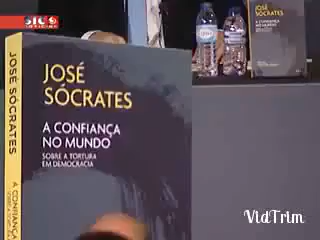 SIC
NOTÍCIAS
JOSÉ SÓCRATES
A CONFIANÇA
JOSÉ
SÓCRATES
A CONFIANÇA
NO MUNDO
SOBRE A TORTURA
EM DEMOCRACIA
JOSÉ
SÓCRATES
A CONFIANÇA
NO MUNDO
VidTrim